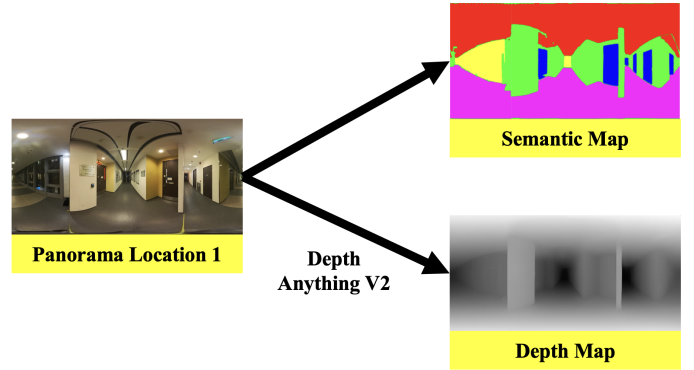 Semantic Map
Panorama Location 1
Depth
Anything V2
Depth Map